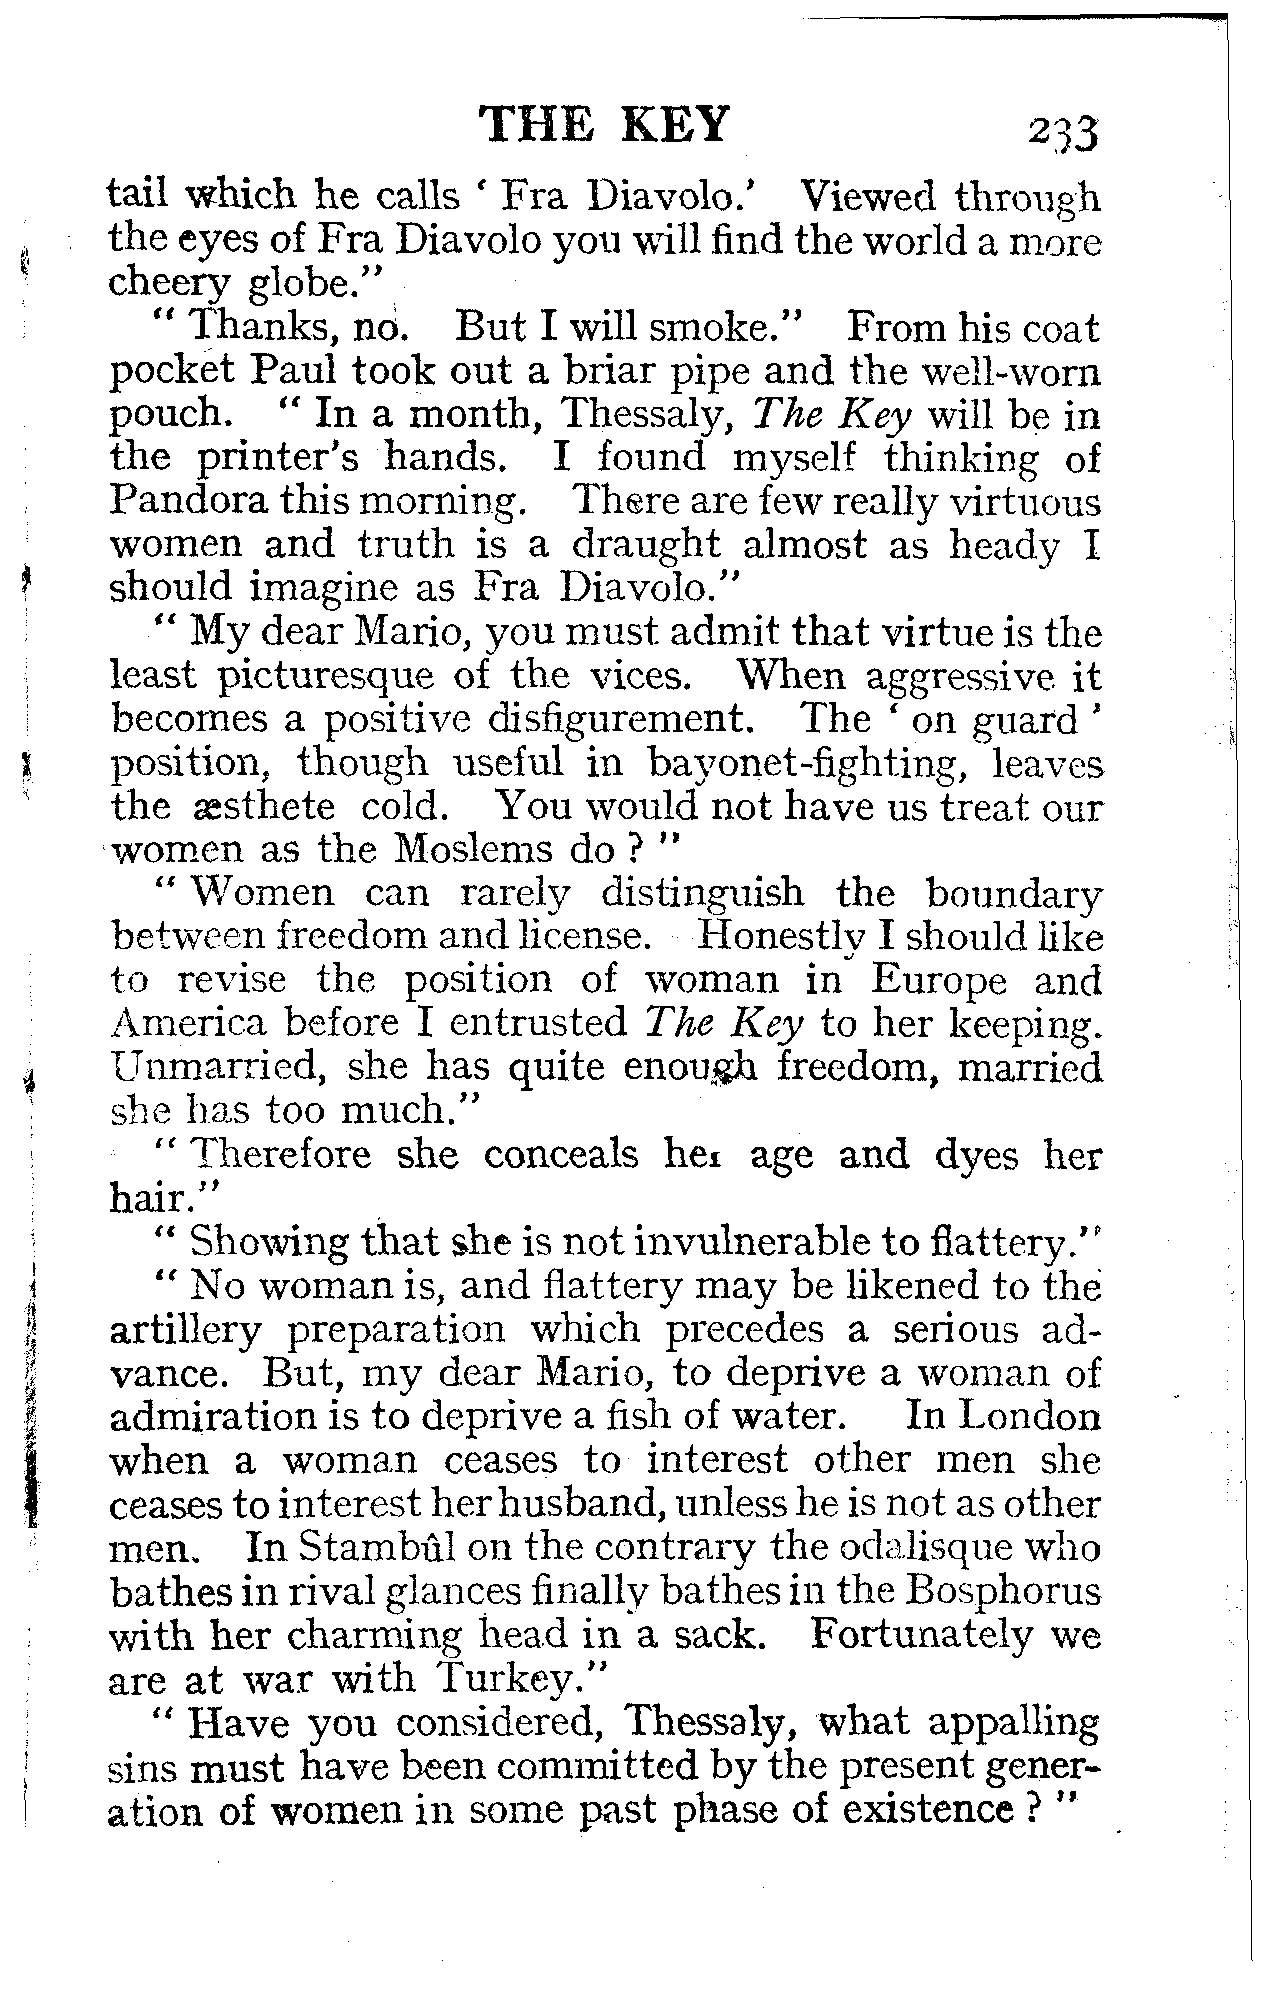 THE KEY 233
tail which he calls ‘ Fra Diavolo.’ Viewed through
the eyes of Fra Diavolo you will find the world a more
cheery globe.”
“ Thanks, no. But I will smoke.” From his coat
pocket Paul took out a briar pipe and the well-worn
pouch. “ In a month, Thessaly, The Key will be in
the printer’s hands. I found myself thinking of
Pandora this morning. There are few really virtuous
women and truth is a draught almost as heady I
should imagine as Fra Diavolo.”
“ My dear Mario, you must admit that virtue is the
least picturesque of the vices. When aggressive it
becomes a positive disfigurement. The ‘ on guard ’
position, though useful in bayonet-fighting, leaves
the æsthete cold. You would not have us treat our
women as the Moslems do ? ”
“ Women can rarely distinguish the boundary
between freedom and license. Honestly I should like
to revise the position of woman in Europe and
America before I entrusted The Key to her keeping.
Unmarried, she has quite enough freedom, married
she has too much.”
“ Therefore she conceals her age and dyes her
hair.”
“ Showing that she is not invulnerable to flattery.”
“ No woman is, and flattery may be likened to the
artillery preparation which precedes a serious ad-
vance. But, my dear Mario, to deprive a woman of
admiration is to deprive a fish of water. In London
when a woman ceases to interest other men she
ceases to interest her husband, unless he is not as other
men. In Stambûl on the contrary the odalisque who
bathes in rival glances finally bathes in the Bosphorus
with her charming head in a sack. Fortunately we
are at war with Turkey.”
“ Have you considered, Thessaly, what appalling
sins must have been committed by the present gener-
ation of women in some past phase of existence ? ”